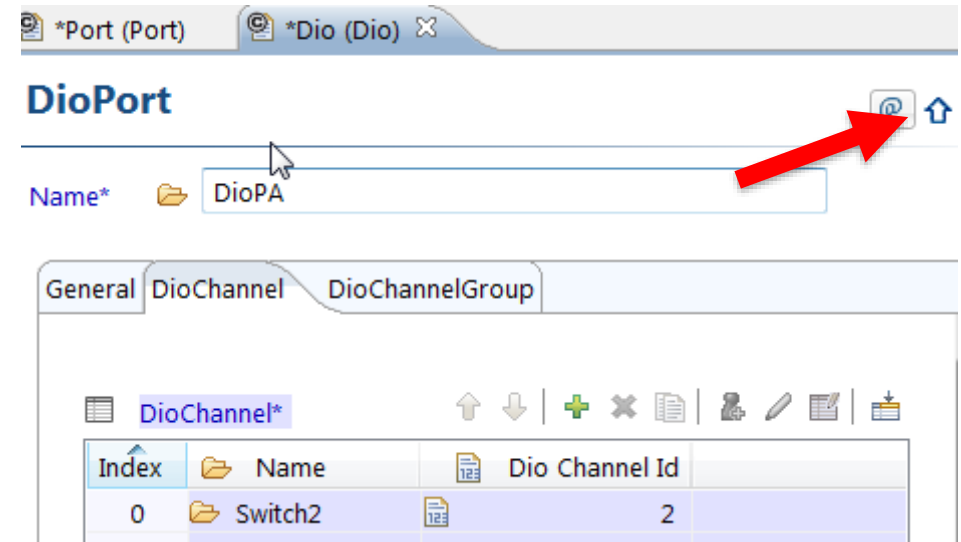 *Port (Port) *Dio (Dio)
DioPort
@
Name* DioPA
General DioChannel DioChannelGroup
DioChannel*
Index Name Dio Channel Id
0 Switch2 2